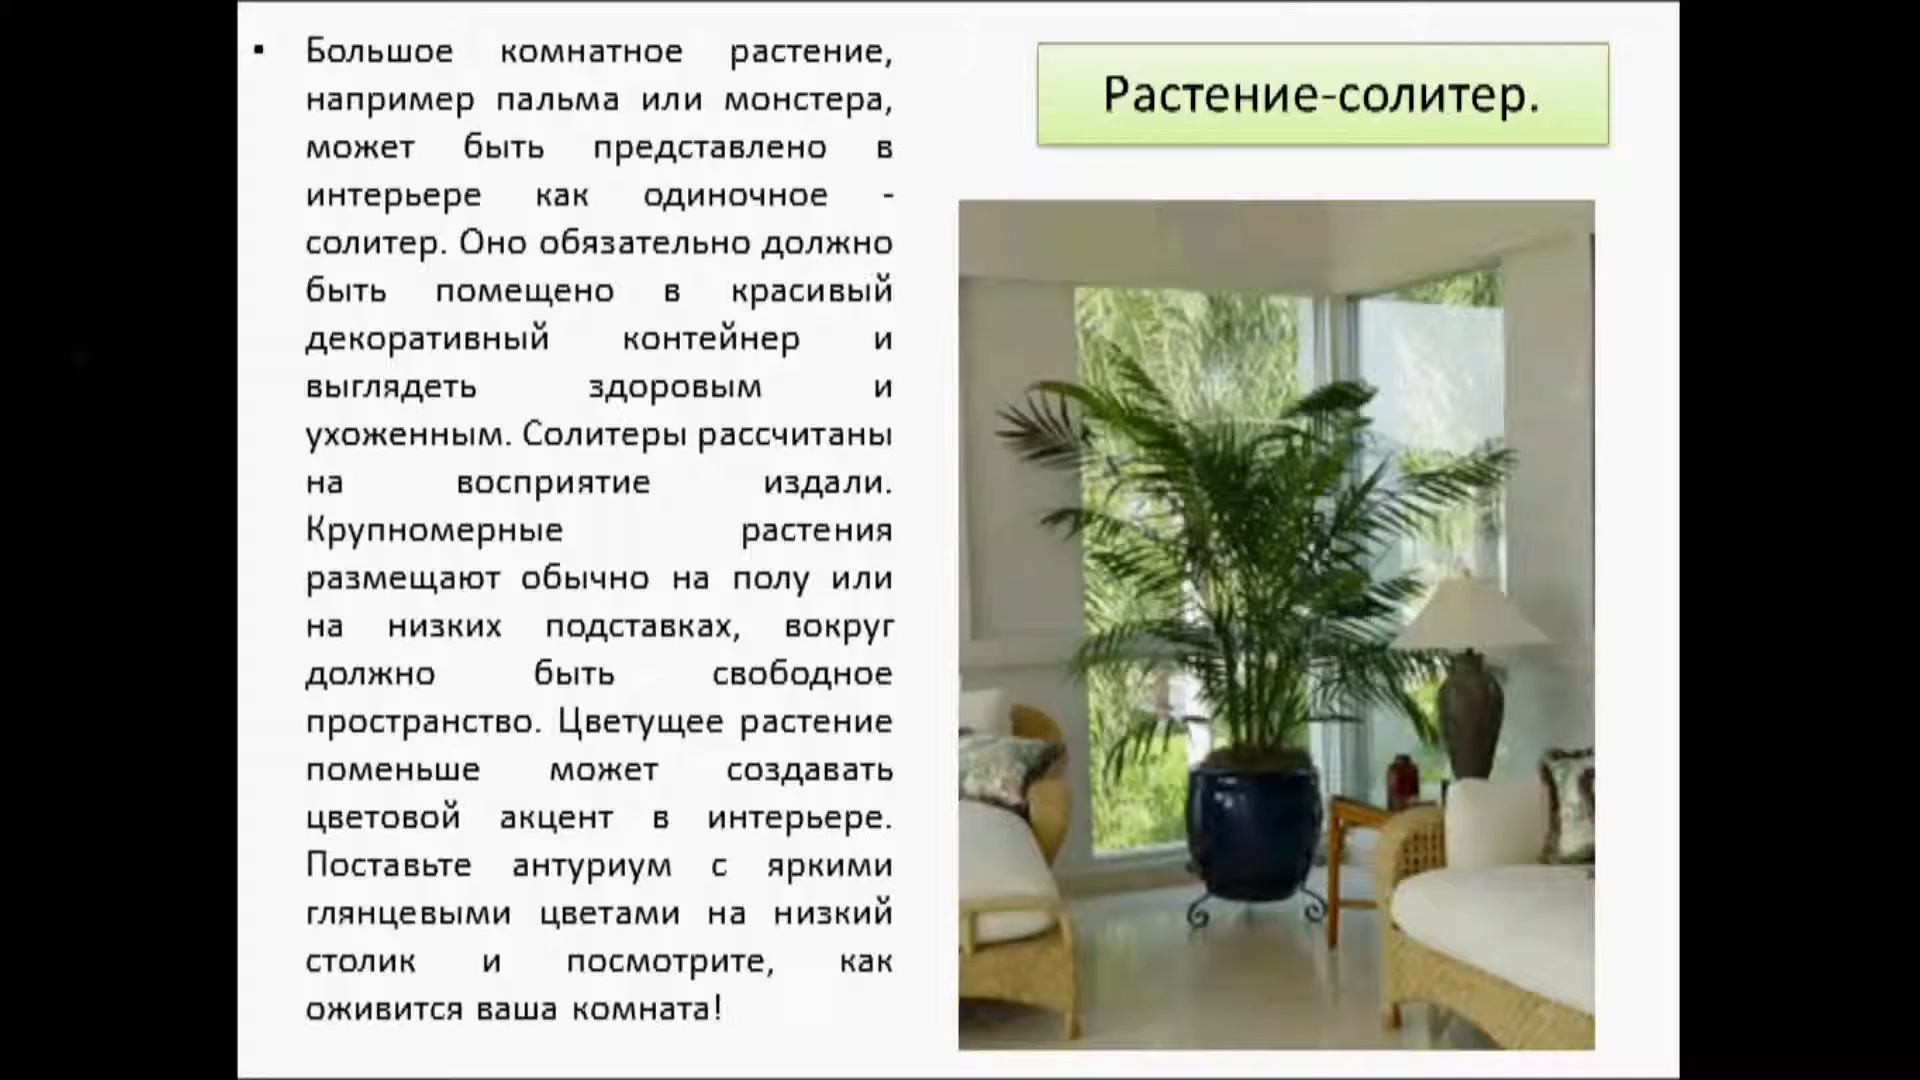 Растение-солитер.
▪ Большое комнатное растение,
например пальма или монстера,
может быть представлено в
интерьере как одиночное -
солитер. Оно обязательно должно
быть помещено в красивый
декоративный контейнер и
выглядеть здоровым и
ухоженным. Солитеры рассчитаны
на восприятие издали.
Крупномерные растения
размещают обычно на полу или
на низких подставках, вокруг
должно быть свободное
пространство. Цветущее растение
поменьше может создавать
цветовой акцент в интерьере.
Поставьте антуриум с яркими
глянцевыми цветами на низкий
столик и посмотрите, как
оживится ваша комната!